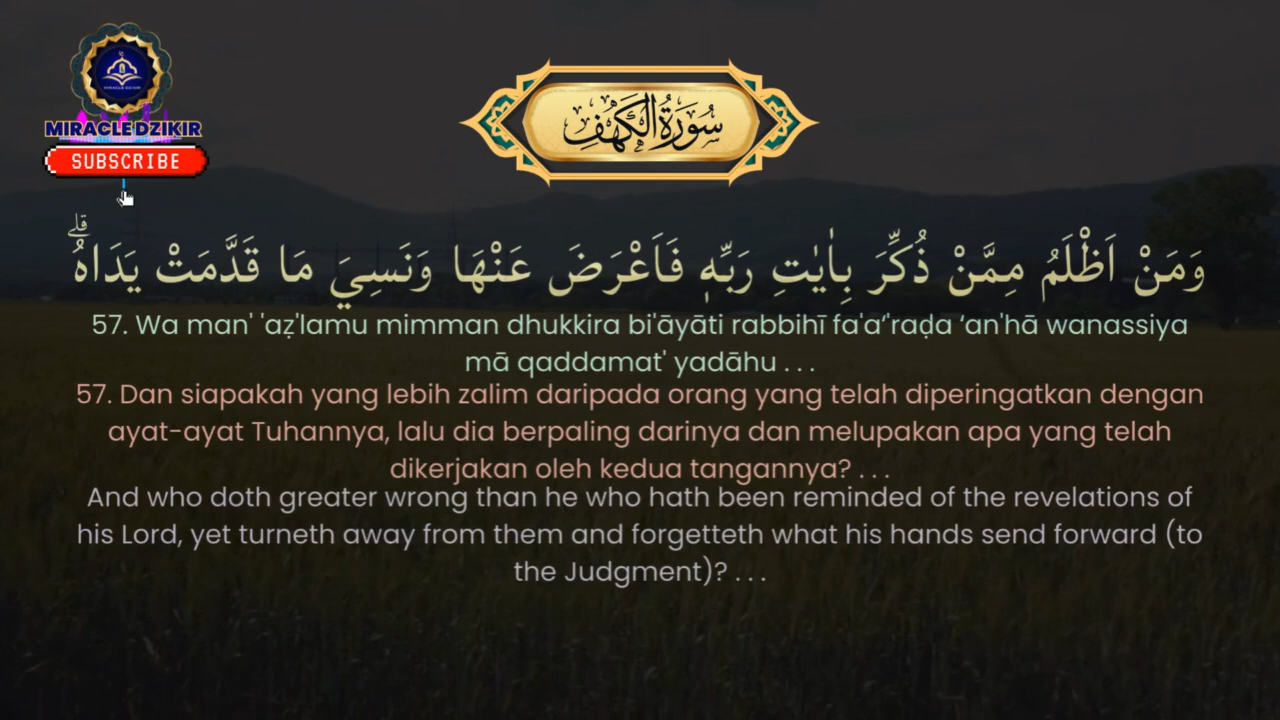 MIRACLE DZIKIR
MIRACLE DZIKIR
SUBSCRIBE
سُورَةُ الْكَهْفِ
وَمَنْ اَظْلَمُ مِمَّنْ ذُكِّرَ بِاٰيٰتِ رَبِّهٖ فَاَعْرَضَ عَنْهَا وَنَسِيَ مَا قَدَّمَتْ يَدَاهُۗ
57. Wa man' 'aẓ'lamu mimman dhukkira bi'āyāti rabbihī fa'a‘'raḍa ‘an'hā wanassiya
mā qaddamat' yadāhu . . .
57. Dan siapakah yang lebih zalim daripada orang yang telah diperingatkan dengan
ayat-ayat Tuhannya, lalu dia berpaling darinya dan melupakan apa yang telah
dikerjakan oleh kedua tangannya? . . .
And who doth greater wrong than he who hath been reminded of the revelations of
his Lord, yet turneth away from them and forgetteth what his hands send forward (to
the Judgment)? . . .